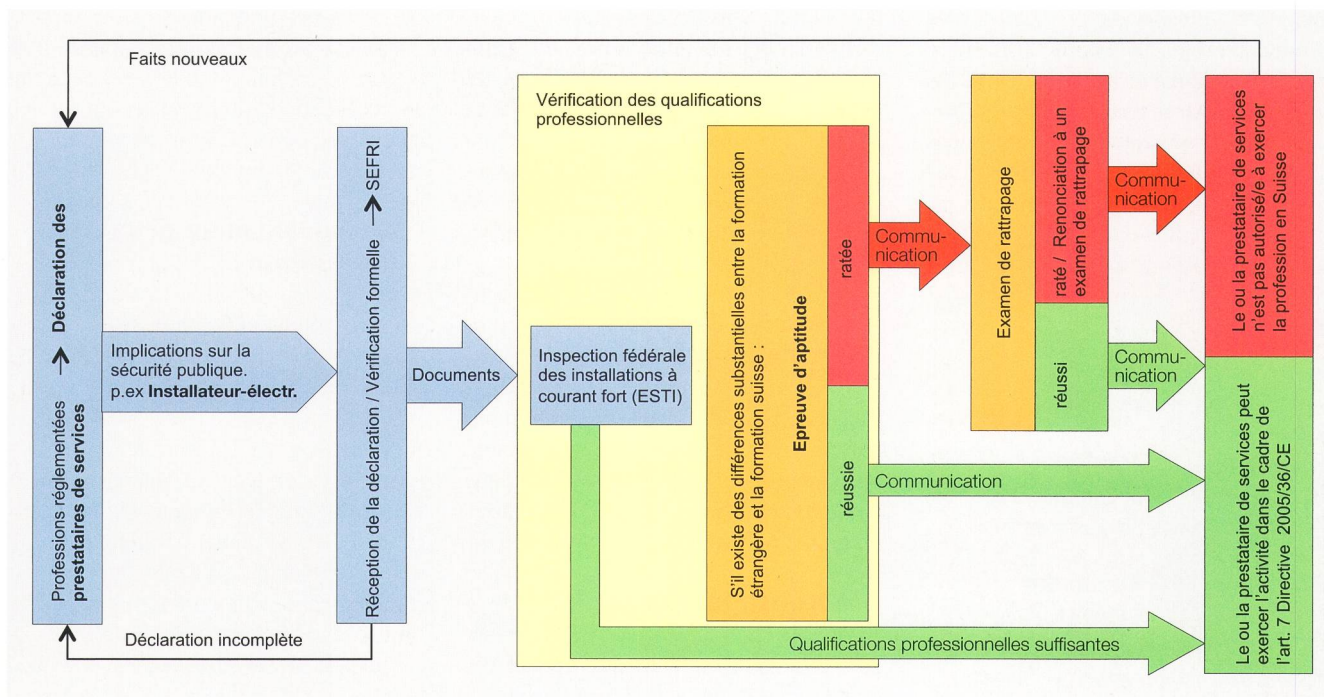 Faits nouveaux
Professions réglementées → Déclaration des
prestataires de services
Implications sur la
sécurité publique.
p.ex Installateur-électr.
Déclaration incomplète
Réception de la déclaration / Vérification formelle → SEFRI
Documents
Vérification des qualifications
professionnelles
Inspection fédérale
des installations à
courant fort (ESTI)
S'il existe des différences substantielles entre la formation
étrangère et la formation suisse :
Epreuve d'aptitude
ratée
réussie
Commu-
nication
Communication
Qualifications professionnelles suffisantes
Examen de rattrapage
raté / Renonciation à un
examen de rattrapage
réussi
Commu-
nication
Commu-
nication
Le ou la prestataire de services
n'est pas autorisé/e à exercer
la profession en Suisse
Le ou la prestataire de services peut
exercer l'activité dans le cadre de
l'art. 7 Directive 2005/36/CE